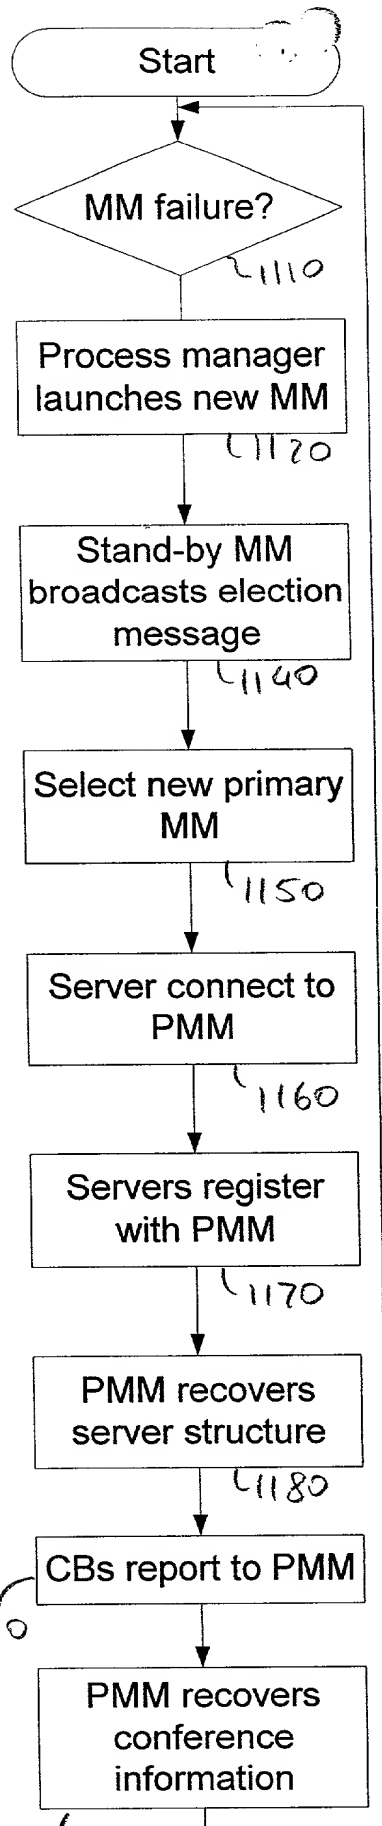 Start
MM failure?
1110
Process manager
launches new MM
1120
Stand-by MM
broadcasts election
message
1140
Select new primary
MM
1150
Server connect to
PMM
1160
Servers register
with PMM
1170
PMM recovers
server structure
1180
CBs report to PMM
0
PMM recovers
conference
information